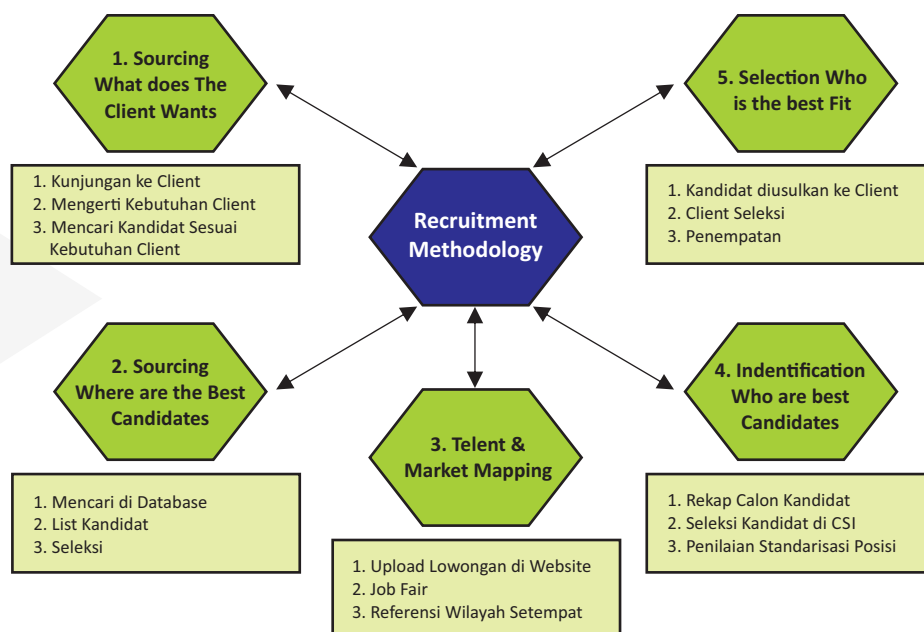 1. Sourcing
What does The
Client Wants
1. Kunjungan ke Client
2. Mengerti Kebutuhan Client
3. Mencari Kandidat Sesuai
Kebutuhan Client
2. Sourcing
Where are the Best
Candidates
1. Mencari di Database
2. List Kandidat
3. Seleksi
Recruitment
Methodology
3. Telent &
Market Mapping
1. Upload Lowongan di Website
2. Job Fair
3. Referensi Wilayah Setempat
4. Indentification
Who are best
Candidates
1. Rekap Calon Kandidat
2. Seleksi Kandidat di CSI
3. Penilaian Standarisasi Posisi
5. Selection Who
is the best Fit
1. Kandidat diusulkan ke Client
2. Client Seleksi
3. Penempatan